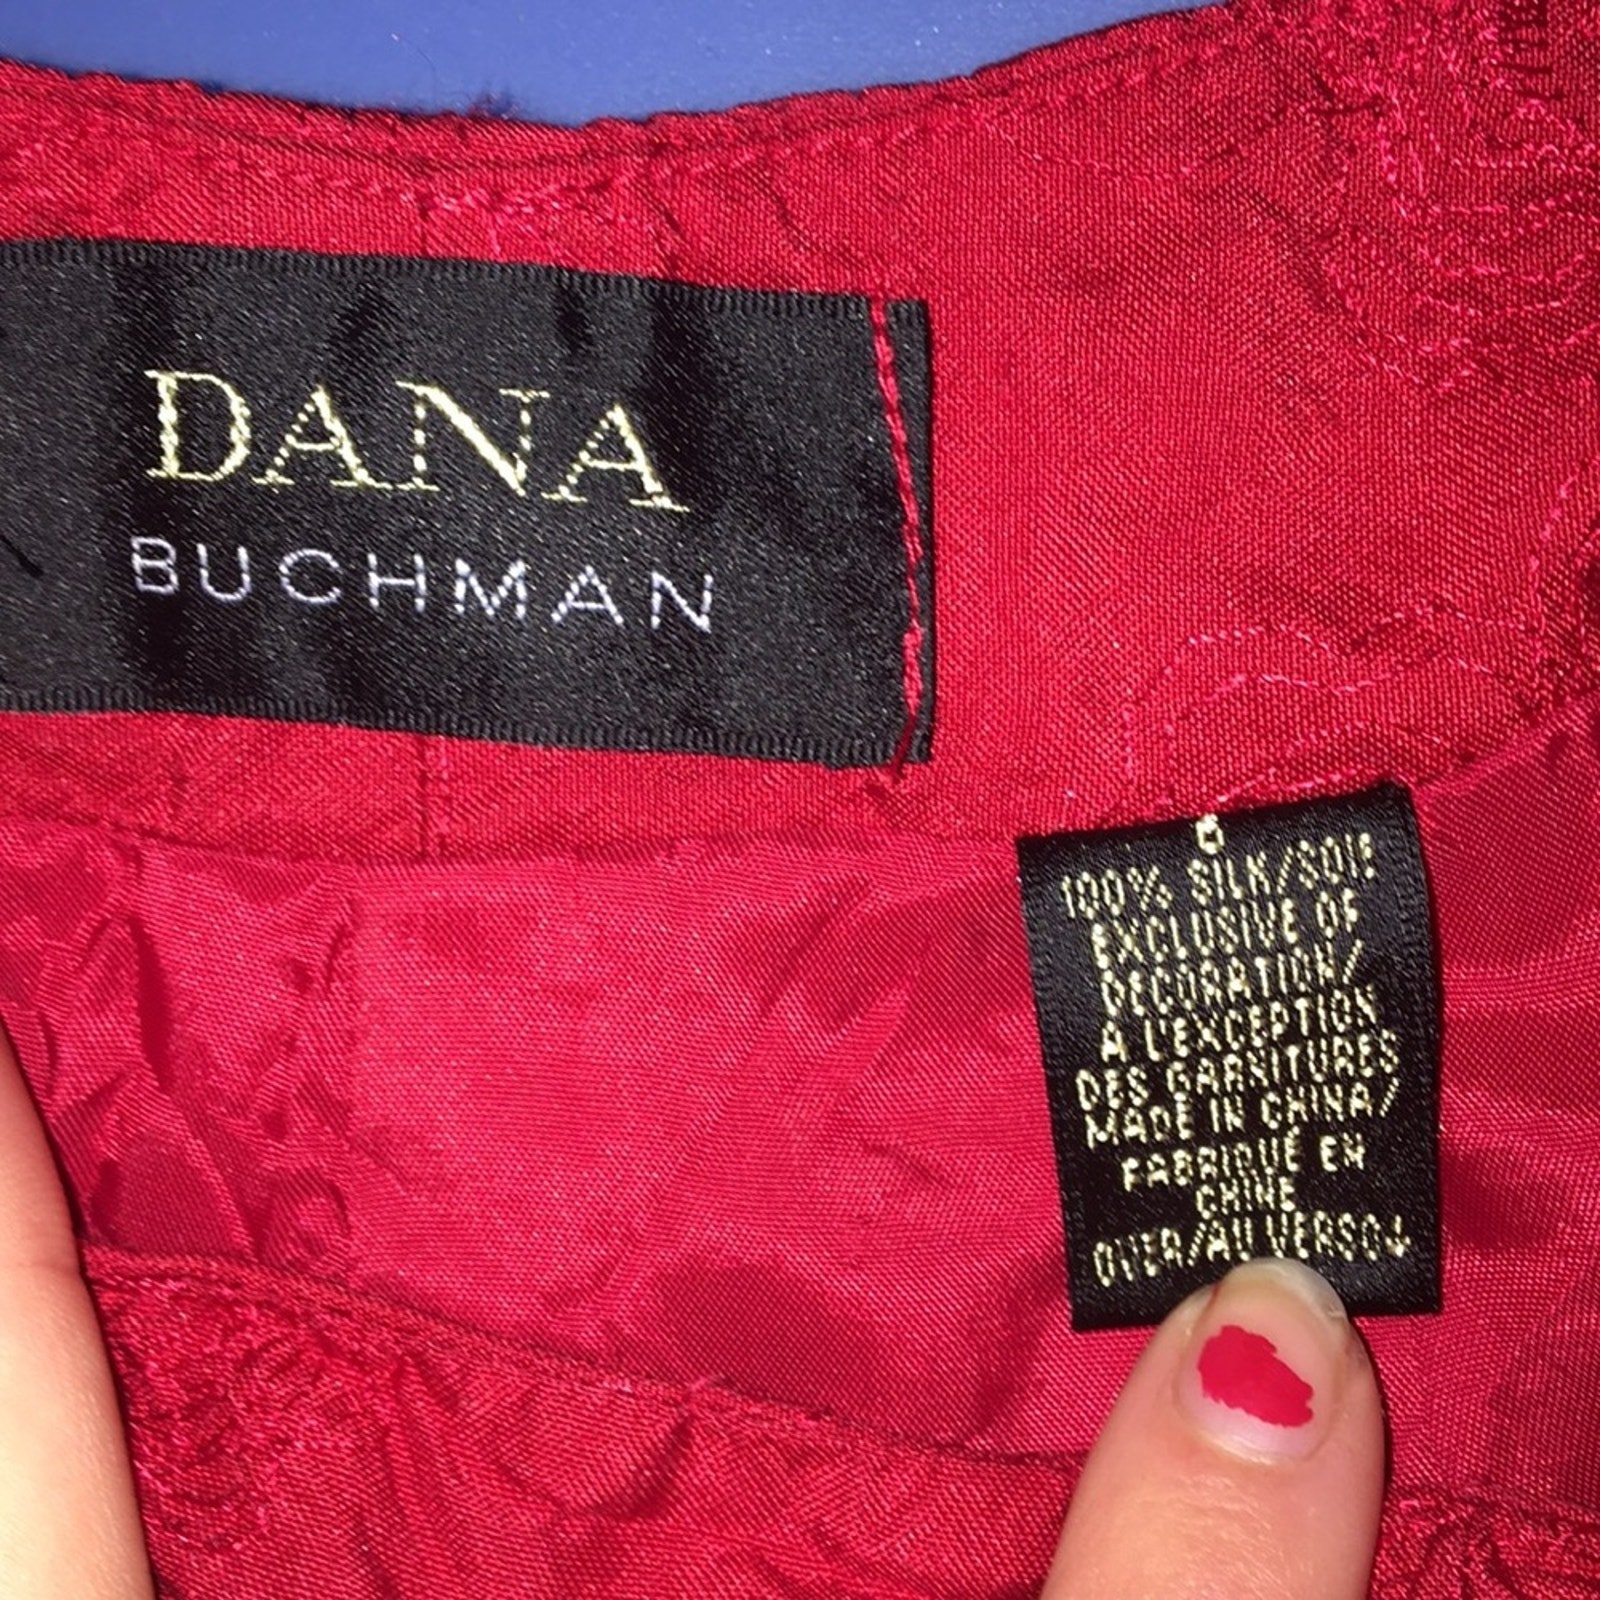 DANA
BUCHMAN
100% SILK/SOIE
EXCLUSIVE OF
DECORATION/
A L'EXCEPTION
DES GARNITURES
MADE IN CHINA/
FABRIQUÉ EN
CHINE
OVER/AU VERSO↓